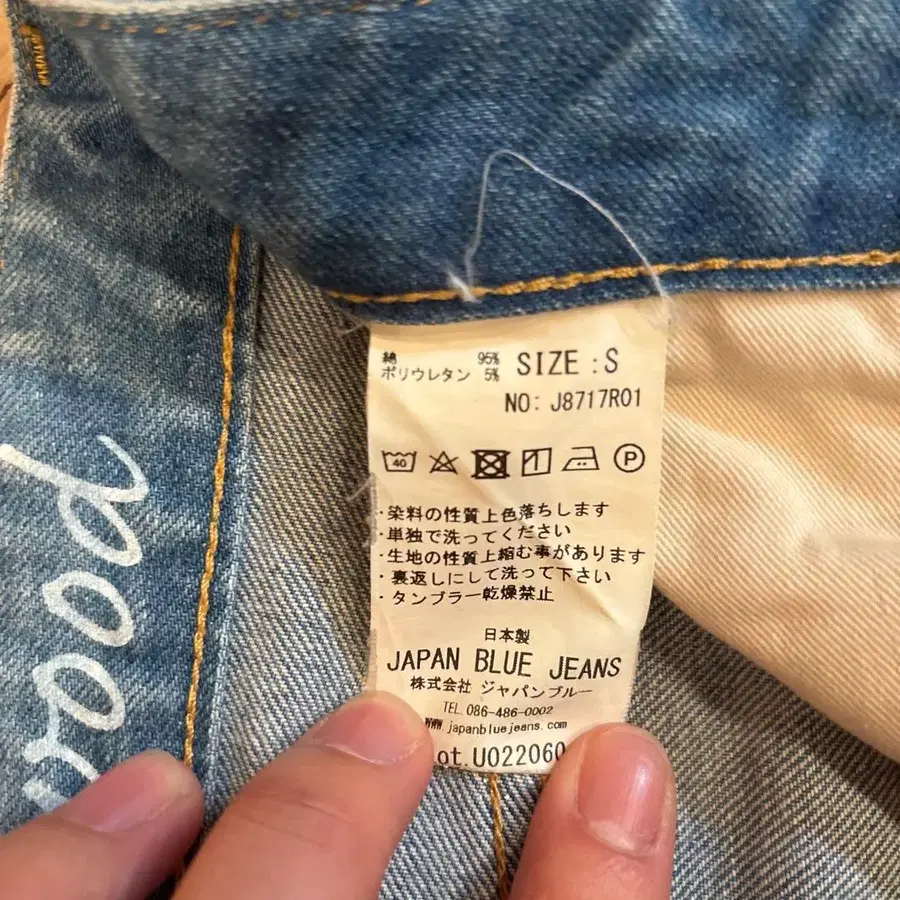 ood
綿 95% SIZE : S
ポリウレタン 5%
NO: J8717R01
40 P
・染料の性質上色落ちします
・単独で洗ってください
・生地の性質上縮む事があります
・裏返しにして洗って下さい
・タンブラー乾燥禁止
日本製
JAPAN BLUE JEANS
株式会社 ジャパンブルー
TEL.086-486-0002
www.japanbluejeans.com
ot.U022060